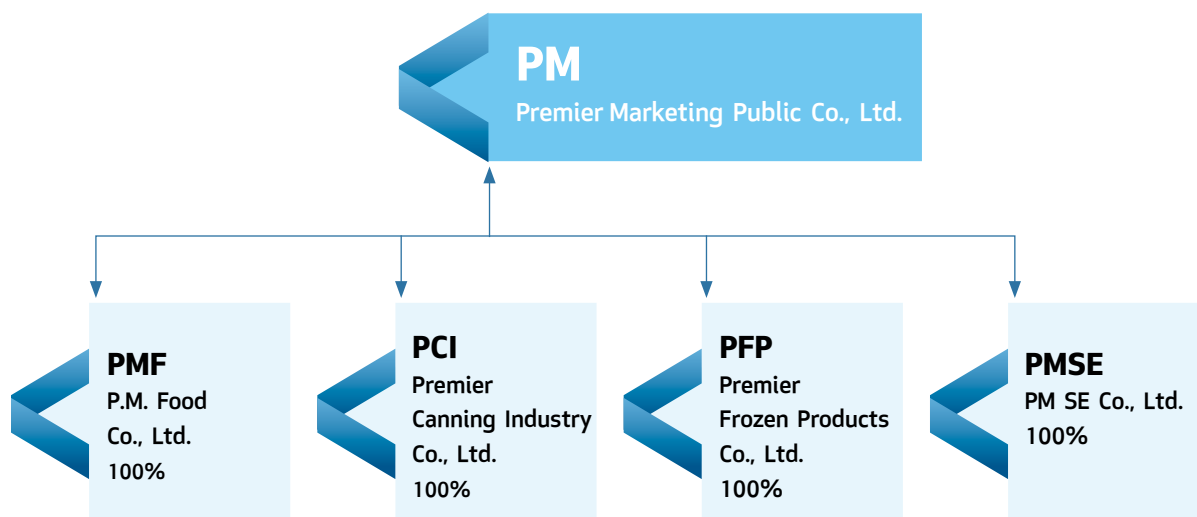 PM
Premier Marketing Public Co., Ltd.
PMF
P.M. Food
Co., Ltd.
100%
PCI
Premier
Canning Industry
Co., Ltd.
100%
PFP
Premier
Frozen Products
Co., Ltd.
100%
PMSE
PM SE Co., Ltd.
100%